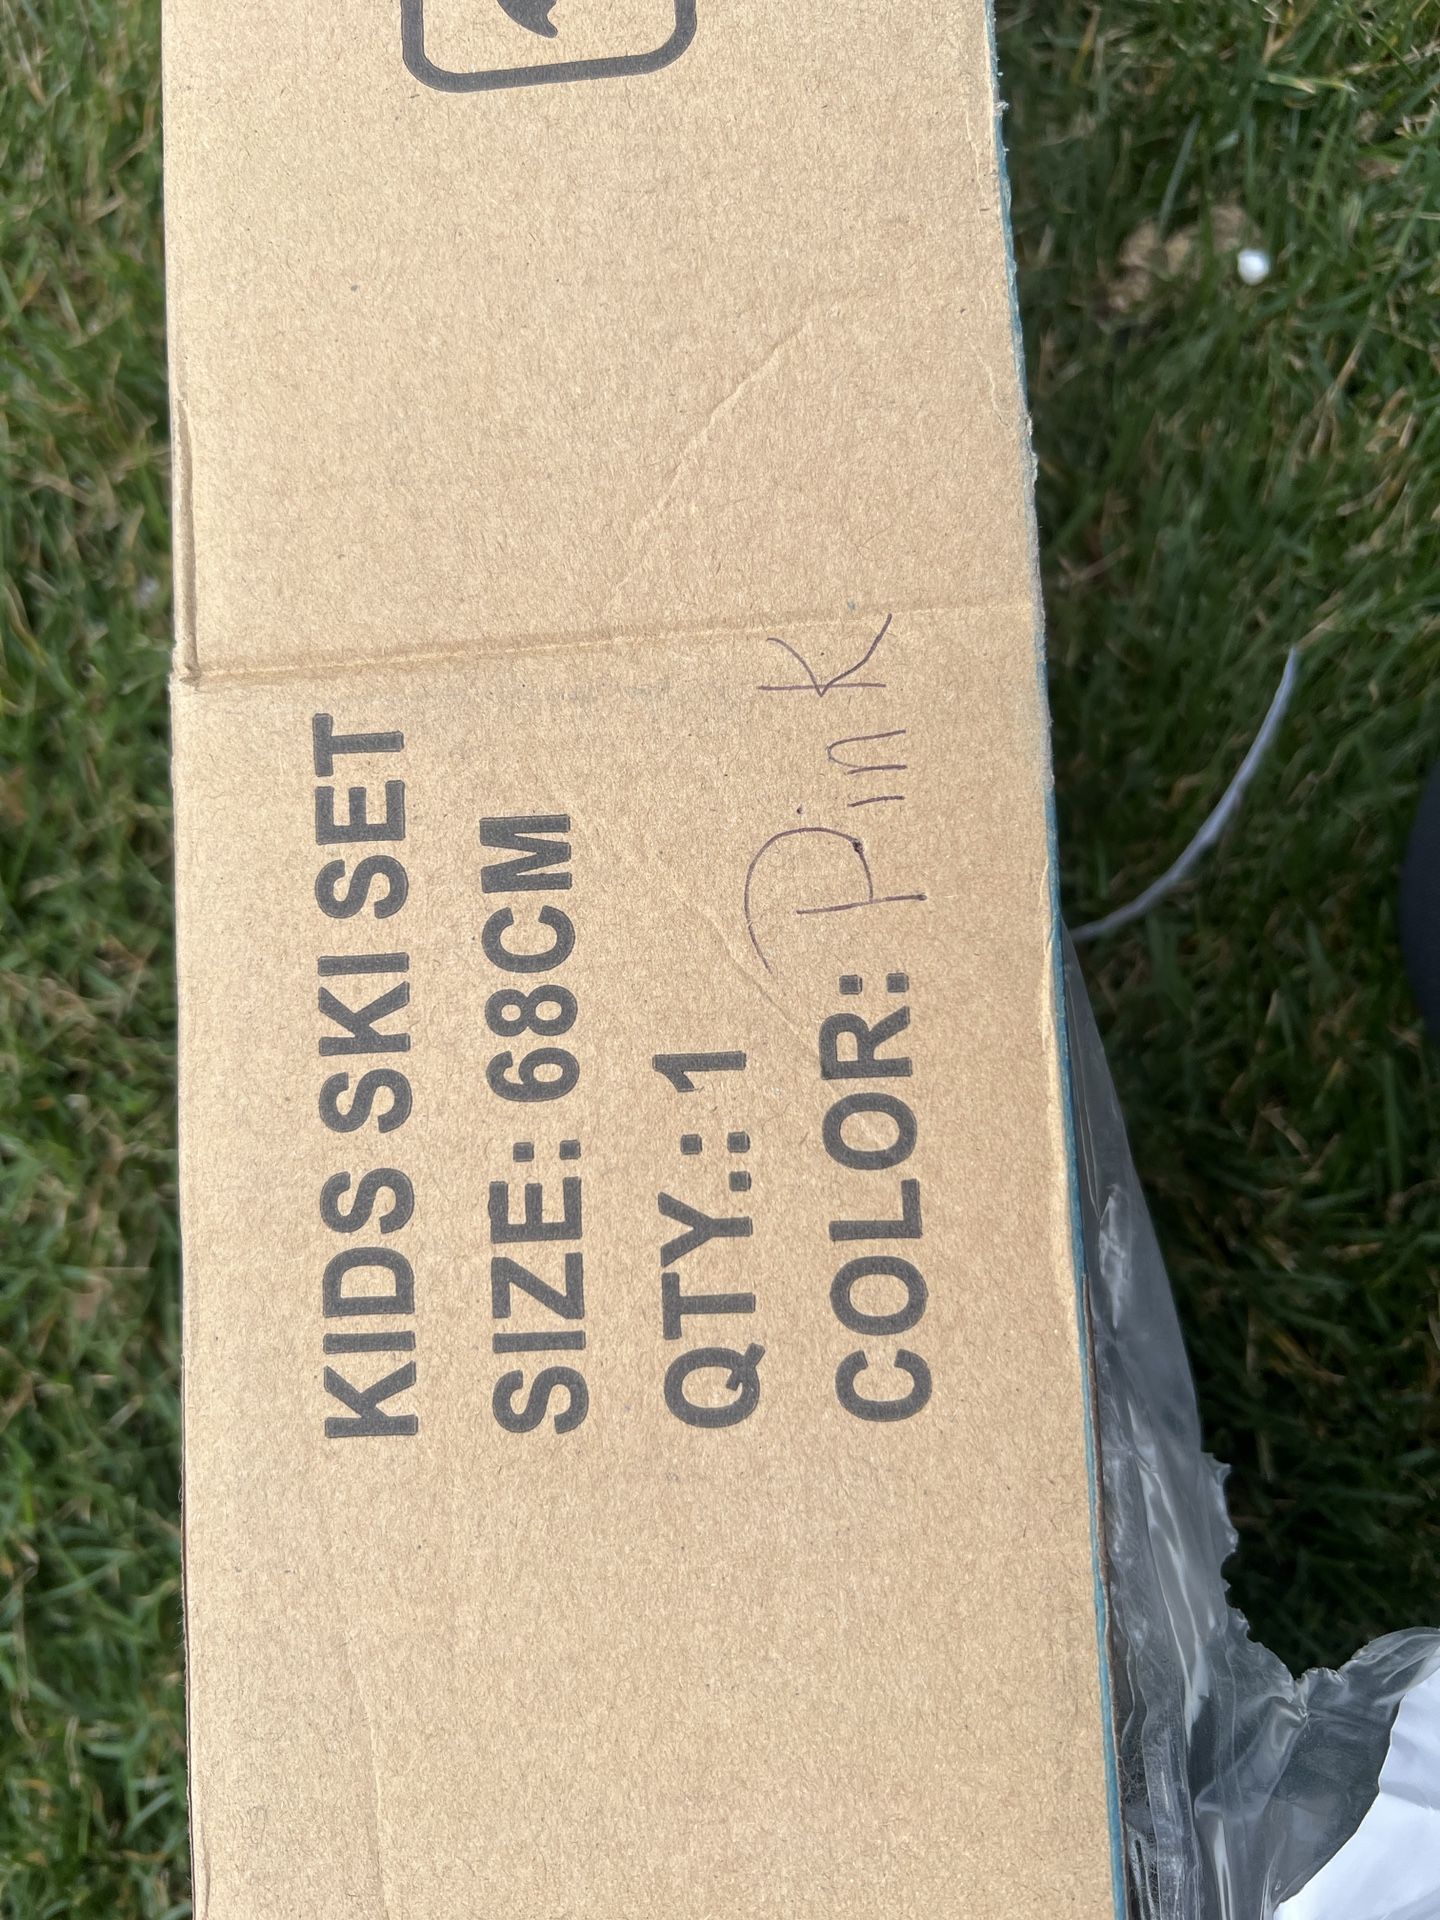 KIDS SKI SET
SIZE: 68CM
QTY.: 1
COLOR: Pink